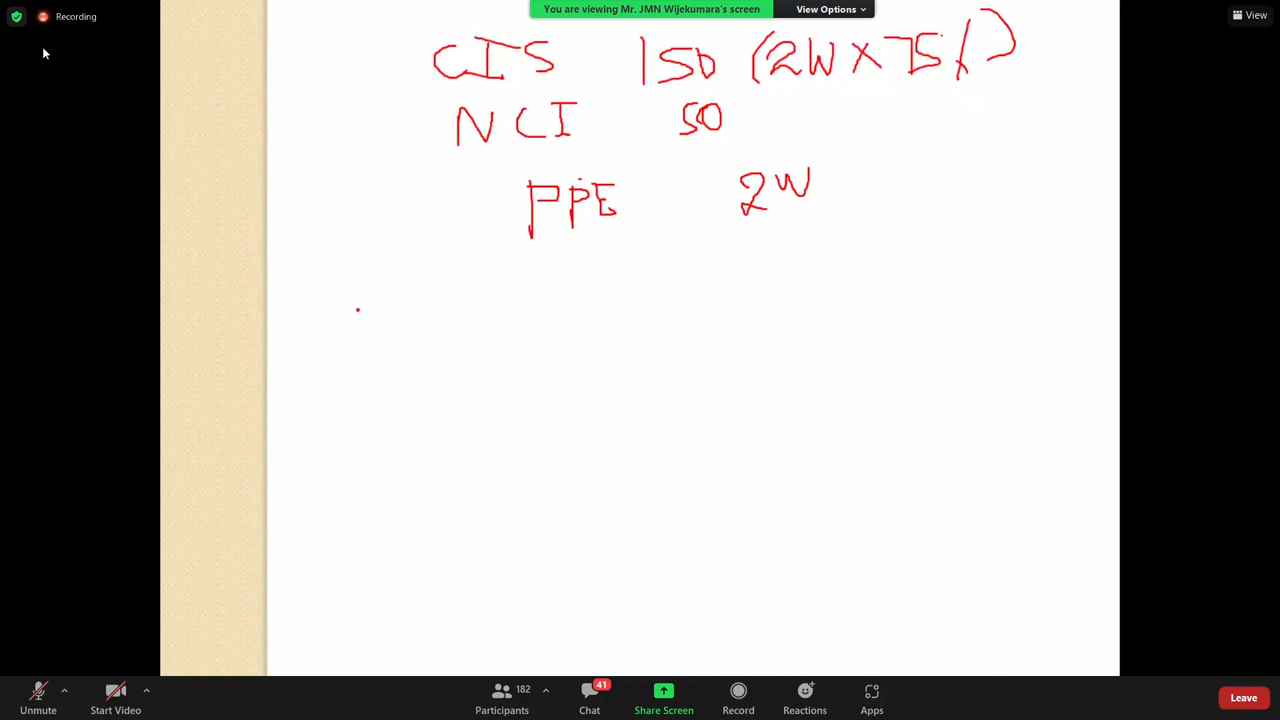 Recording
You are viewing Mr. JMN Wijekumara's screen View Options
View
CIS 150 (2W X 75%)
NCI 50
PPE 2W
Unmute
Start Video
182 Participants
41 Chat
Share Screen
Record
Reactions
Apps
Leave